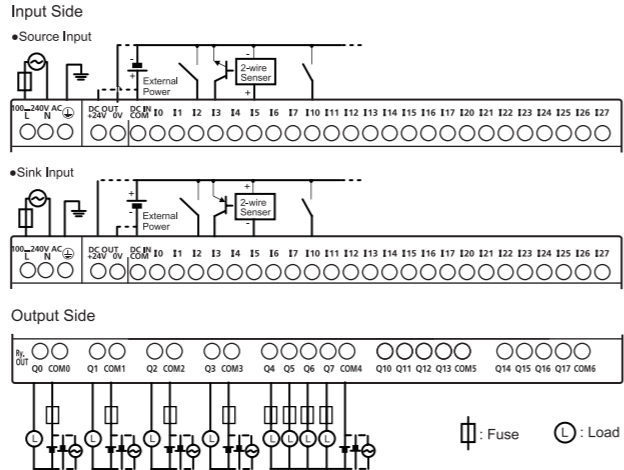 Input Side
●Source Input
-
+
External
Power
-
2-wire
Senser
+
100-240V AC
L N
DC OUT
+24V 0V
DC IN
COM I0 I1 I2 I3 I4 I5 I6 I7 I10 I11 I12 I13 I14 I15 I16 I17 I20 I21 I22 I23 I24 I25 I26 I27
●Sink Input
+
-
External
Power
+
2-wire
Senser
-
100-240V AC
L N
DC OUT
+24V 0V
DC IN
COM I0 I1 I2 I3 I4 I5 I6 I7 I10 I11 I12 I13 I14 I15 I16 I17 I20 I21 I22 I23 I24 I25 I26 I27
Output Side
Ry.
OUT
Q0 COM0 Q1 COM1 Q2 COM2 Q3 COM3 Q4 Q5 Q6 Q7 COM4 Q10 Q11 Q12 Q13 COM5 Q14 Q15 Q16 Q17 COM6
L L L L L L L L
: Fuse
L : Load